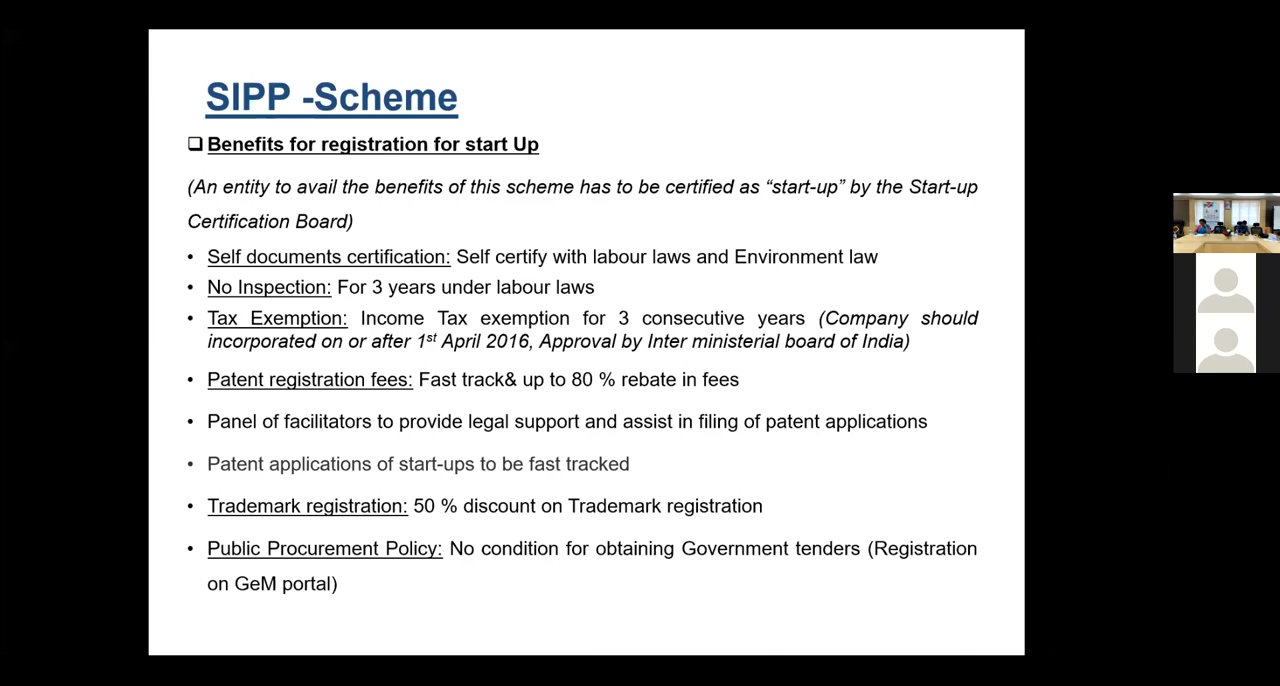 SIPP -Scheme
Benefits for registration for start Up
(An entity to avail the benefits of this scheme has to be certified as “start-up” by the Start-up
Certification Board)
• Self documents certification: Self certify with labour laws and Environment law
• No Inspection: For 3 years under labour laws
• Tax Exemption: Income Tax exemption for 3 consecutive years (Company should
incorporated on or after 1st April 2016, Approval by Inter ministerial board of India)
• Patent registration fees: Fast track& up to 80 % rebate in fees
• Panel of facilitators to provide legal support and assist in filing of patent applications
• Patent applications of start-ups to be fast tracked
• Trademark registration: 50 % discount on Trademark registration
• Public Procurement Policy: No condition for obtaining Government tenders (Registration
on GeM portal)